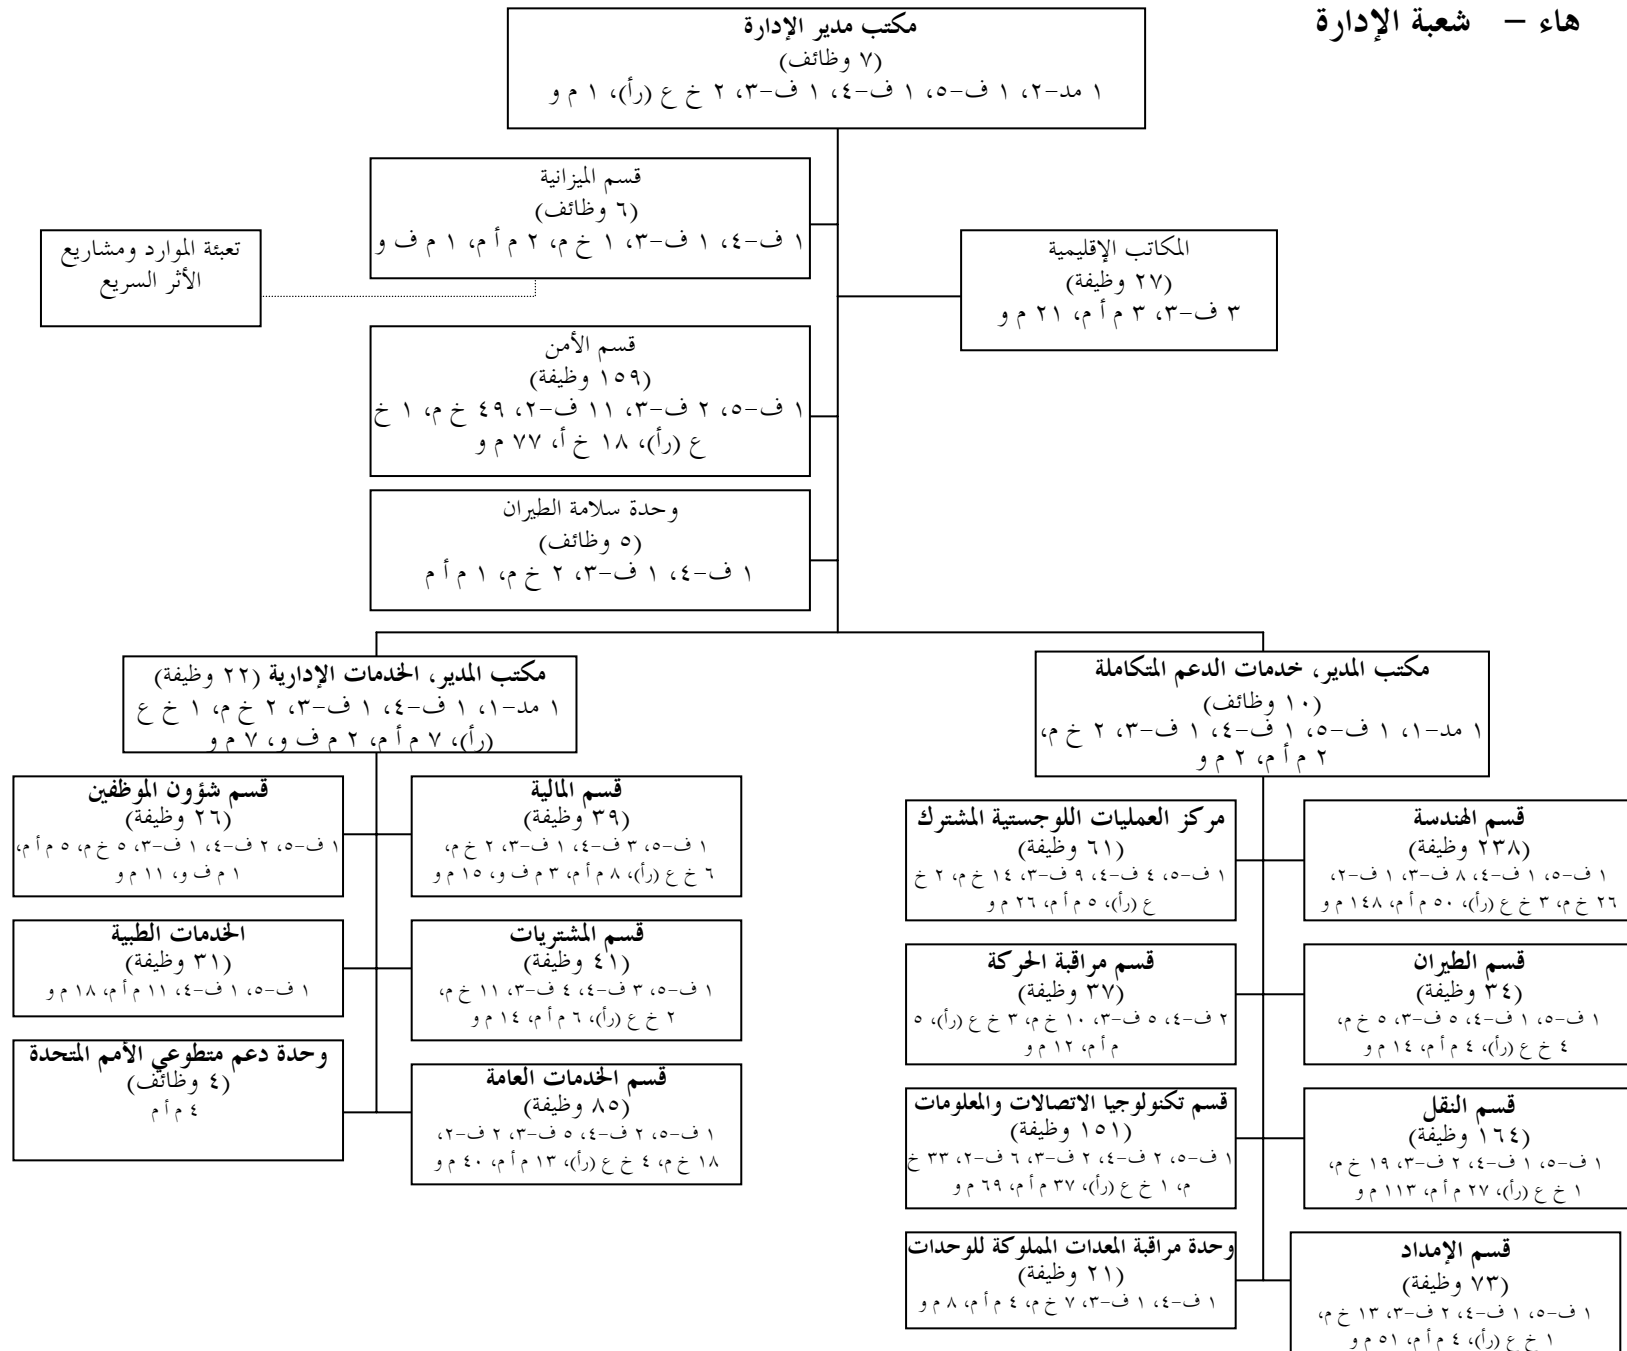 هاء – شعبة الإدارة
مكتب مدير الإدارة
(٧ وظائف)
١ مد-٢، ١ ف-٥، ١ ف-٤، ١ ف-٣، ٢ خ ع (رأ)، ١ م و
قسم الميزانية
(٦ وظائف)
١ ف-٤، ١ ف-٣، ١ خ م، ٢ م أ م، ١ م ف و
تعبئة الموارد ومشاريع
الأثر السريع
المكاتب الإقليمية
(٢٧ وظيفة)
٣ ف-٣، ٣ م أ م، ٢١ م و
قسم الأمن
(١٥٩ وظيفة)
١ ف-٥، ٢ ف-٣، ١١ ف-٢، ٤٩ خ م، ١ خ
ع (رأ)، ١٨ خ أ، ٧٧ م و
وحدة سلامة الطيران
(٥ وظائف)
١ ف-٤، ١ ف-٣، ٢ خ م، ١ م أ م
مكتب المدير، خدمات الدعم المتكاملة
(١٠ وظائف)
١ مد-١، ١ ف-٥، ١ ف-٤، ١ ف-٣، ٢ خ م،
٢ م أ م، ٢ م و
قسم الهندسة
(٢٣٨ وظيفة)
١ ف-٥، ١ ف-٤، ٨ ف-٣، ١ ف-٢،
٢٦ خ م، ٣ خ ع (رأ)، ٥٠ م أ م، ١٤٨ م و
مركز العمليات اللوجستية المشترك
(٦١ وظيفة)
١ ف-٥، ٤ ف-٤، ٩ ف-٣، ١٤ خ م، ٢ خ
ع (رأ)، ٥ م أ م، ٢٦ م و
قسم الطيران
(٣٤ وظيفة)
١ ف-٥، ١ ف-٤، ٥ ف-٣، ٥ خ م،
٤ خ ع (رأ)، ٤ م أ م، ١٤ م و
قسم مراقبة الحركة
(٣٧ وظيفة)
٢ ف-٤، ٥ ف-٣، ١٠ خ م، ٣ خ ع (رأ)، ٥
م أ م، ١٢ م و
قسم النقل
(١٦٤ وظيفة)
١ ف-٥، ١ ف-٤، ٢ ف-٣، ١٩ خ م،
١ خ ع (رأ)، ٢٧ م أ م، ١١٣ م و
قسم تكنولوجيا الاتصالات والمعلومات
(١٥١ وظيفة)
١ ف-٥، ٢ ف-٤، ٢ ف-٣، ٦ ف-٢، ٣٣ خ
م، ١ خ ع (رأ)، ٣٧ م أ م، ٦٩ م و
قسم الإمداد
(٧٣ وظيفة)
١ ف-٥، ١ ف-٤، ٢ ف-٣، ١٣ خ م،
١ خ ع (رأ)، ٤ م أ م، ٥١ م و
وحدة مراقبة المعدات المملوكة للوحدات
(٢١ وظيفة)
١ ف-٤، ١ ف-٣، ٧ خ م، ٤ م أ م، ٨ م و
مكتب المدير، الخدمات الإدارية (٢٢ وظيفة)
١ مد-١، ١ ف-٤، ١ ف-٣، ٢ خ م، ١ خ ع
(رأ)، ٧ م أ م، ٢ م ف و، ٧ م و
قسم المالية
(٣٩ وظيفة)
١ ف-٥، ٣ ف-٤، ١ ف-٣، ٢ خ م،
٦ خ ع (رأ)، ٨ م أ م، ٣ م ف و، ١٥ م و
قسم شؤون الموظفين
(٢٦ وظيفة)
١ ف-٥، ٢ ف-٤، ١ ف-٣، ٥ خ م، ٥ م أ م،
١ م ف و، ١١ م و
قسم المشتريات
(٤١ وظيفة)
١ ف-٥، ٣ ف-٤، ٤ ف-٣، ١١ خ م،
٢ خ ع (رأ)، ٦ م أ م، ١٤ م و
الخدمات الطبية
(٣١ وظيفة)
١ ف-٥، ١ ف-٤، ١١ م أ م، ١٨ م و
قسم الخدمات العامة
(٨٥ وظيفة)
١ ف-٥، ٢ ف-٤، ٥ ف-٣، ٢ ف-٢،
١٨ خ م، ٤ خ ع (رأ)، ١٣ م أ م، ٤٠ م و
وحدة دعم متطوعي الأمم المتحدة
(٤ وظائف)
٤ م أ م